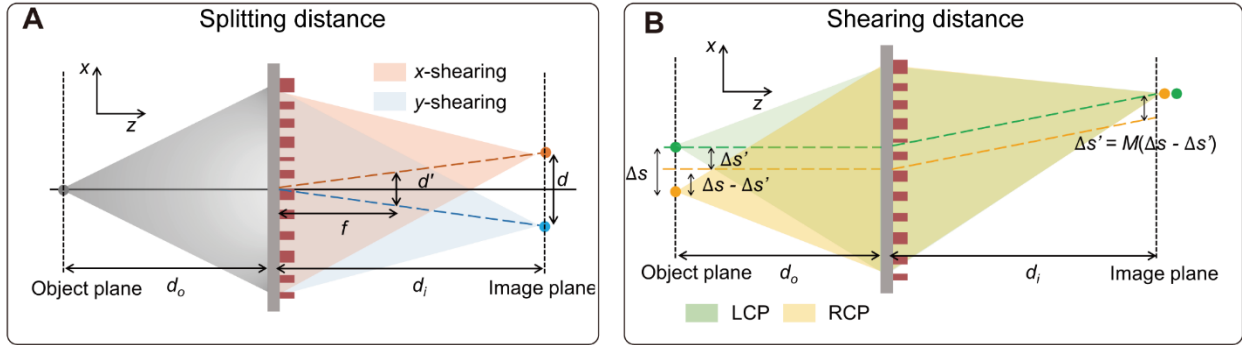 A
Splitting distance
x
z
x-shearing
y-shearing
d'
d
f
Object plane
d_o
d_i
Image plane
B
Shearing distance
x
z
Δs
Δs'
Δs - Δs'
Δs' = M(Δs - Δs')
Object plane
d_o
d_i
Image plane
LCP
RCP